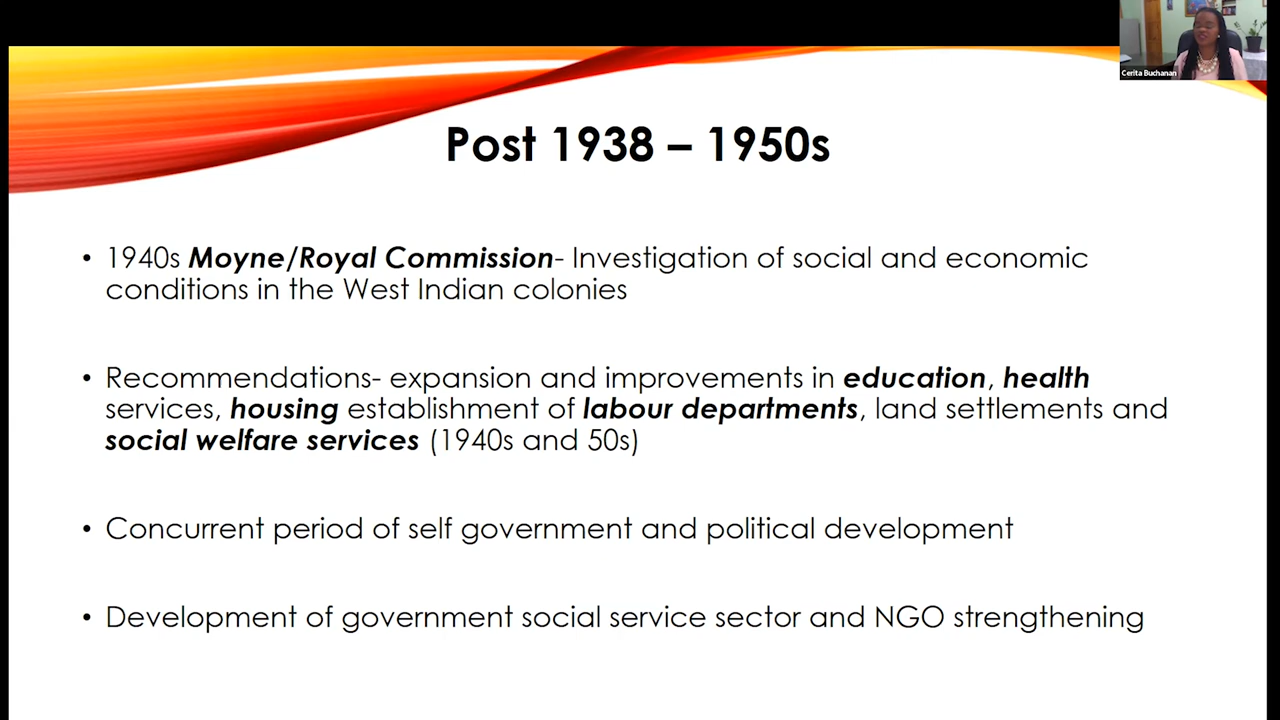 Cerita Buchanan
Post 1938 – 1950s
• 1940s Moyne/Royal Commission- Investigation of social and economic
conditions in the West Indian colonies
• Recommendations- expansion and improvements in education, health
services, housing establishment of labour departments, land settlements and
social welfare services (1940s and 50s)
• Concurrent period of self government and political development
• Development of government social service sector and NGO strengthening